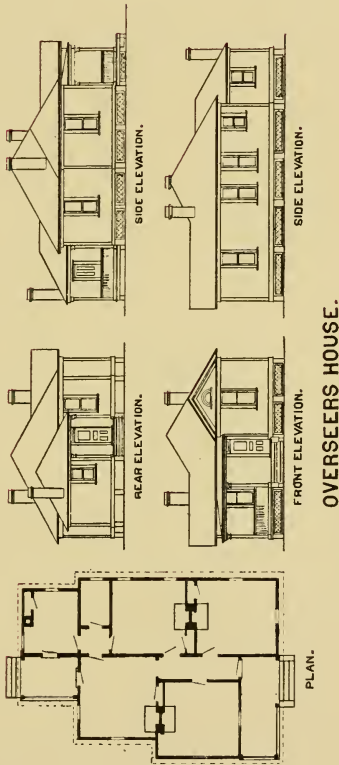 SIDE ELEVATION.
SIDE ELEVATION.
REAR ELEVATION.
FRONT ELEVATION.
PLAN.
OVERSEERS HOUSE.